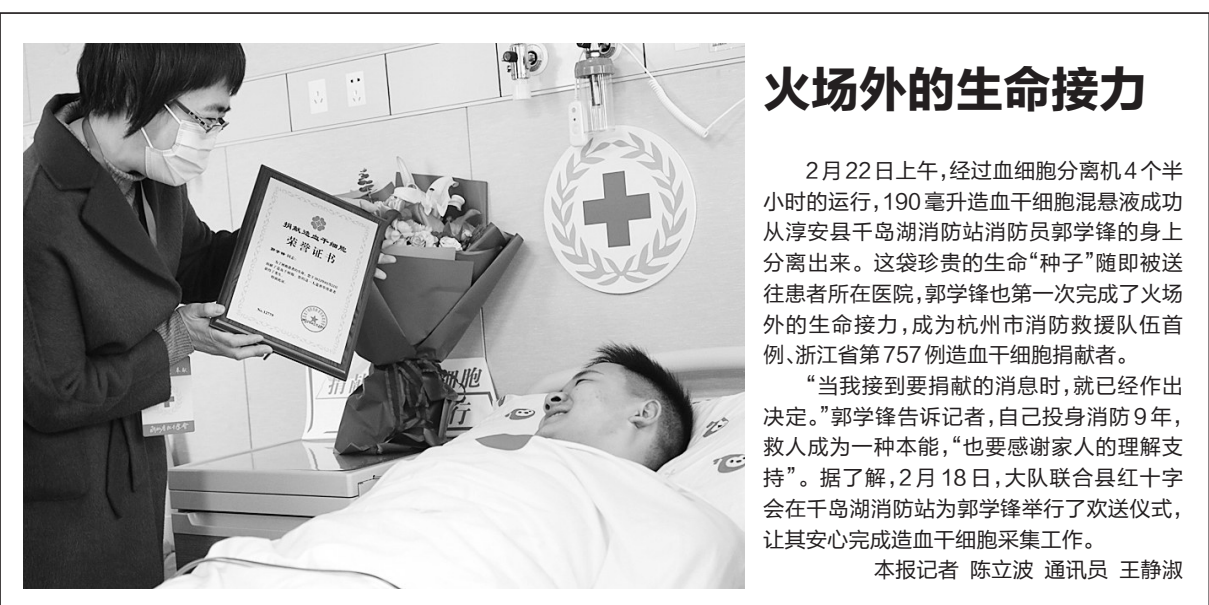 火场外的生命接力
2月22日上午，经过血细胞分离机4个半
小时的运行，190毫升造血干细胞混悬液成功
从淳安县千岛湖消防站消防员郭学锋的身上
分离出来。这袋珍贵的生命“种子”随即被送
往患者所在医院，郭学锋也第一次完成了火场
外的生命接力，成为杭州市消防救援队伍首
例、浙江省第757例造血干细胞捐献者。
“当我接到要捐献的消息时，就已经作出
决定。”郭学锋告诉记者，自己投身消防9年，
救人成为一种本能，“也要感谢家人的理解支
持”。据了解，2月18日，大队联合县红十字
会在千岛湖消防站为郭学锋举行了欢送仪式，
让其安心完成造血干细胞采集工作。
本报记者 陈立波 通讯员 王静淑
捐献造血干细胞
荣誉证书